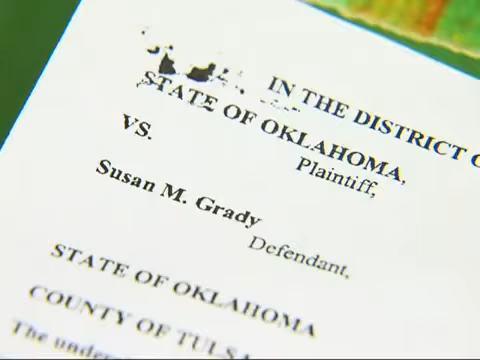 IN THE DISTRICT
STATE OF OKLAHOMA,
Plaintiff,
VS.
Susan M. Grady
Defendant,
STATE OF OKLAHOMA
COUNTY OF TULSA
The